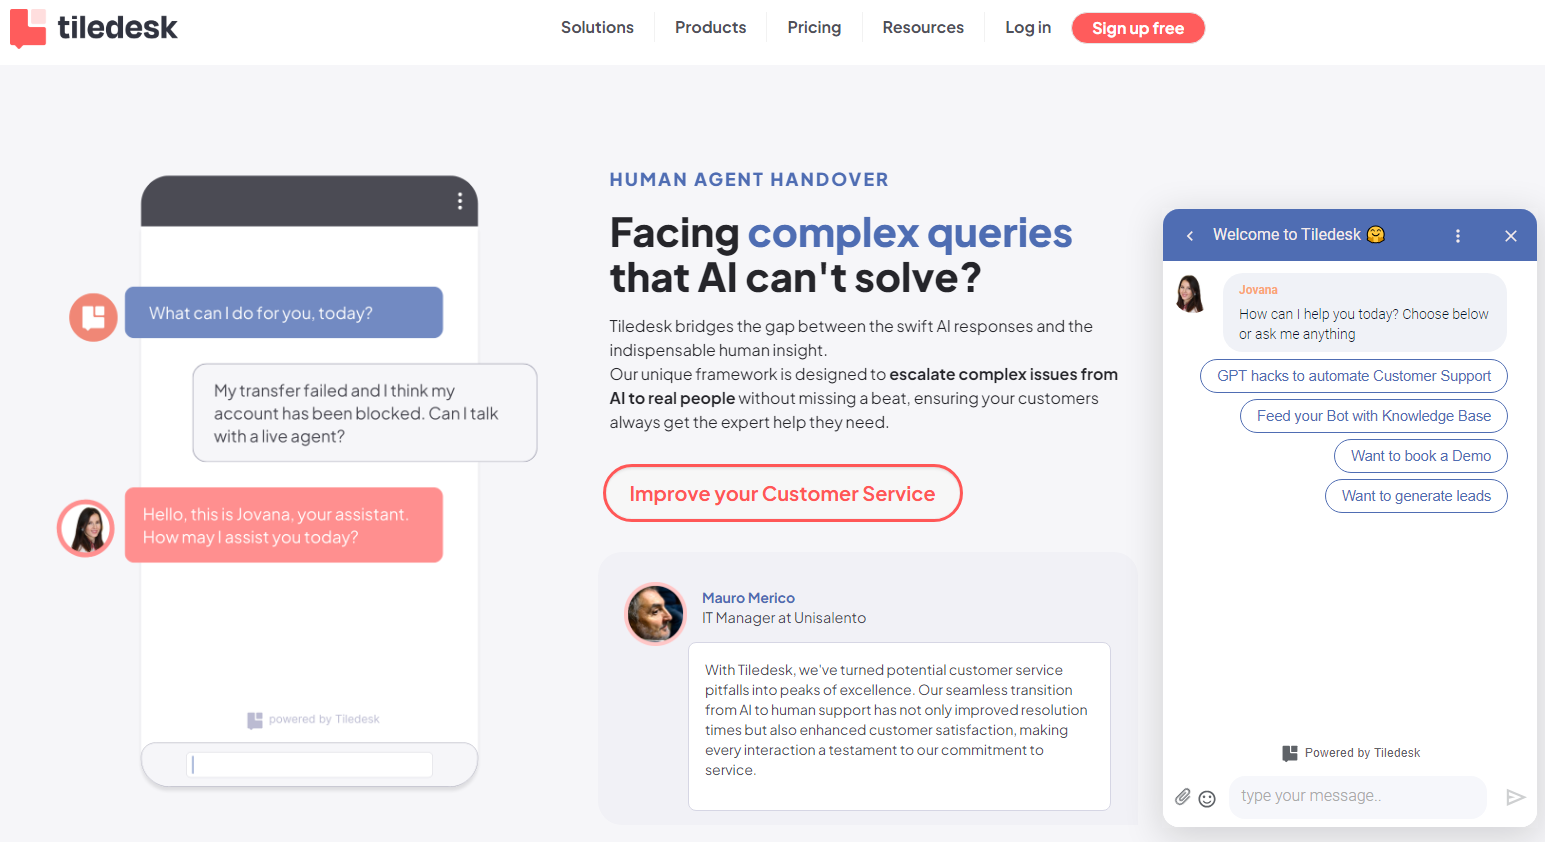 tiledesk
Solutions
Products
Pricing
Resources
Log in
Sign up free
What can I do for you, today?
My transfer failed and I think my
account has been blocked. Can I talk
with a live agent?
Hello, this is Jovana, your assistant.
How may I assist you today?
powered by Tiledesk
HUMAN AGENT HANDOVER
Facing complex queries
that AI can't solve?
Tiledesk bridges the gap between the swift AI responses and the
indispensable human insight.
Our unique framework is designed to escalate complex issues from
AI to real people without missing a beat, ensuring your customers
always get the expert help they need.
Improve your Customer Service
Mauro Merico
IT Manager at Unisalento
With Tiledesk, we've turned potential customer service
pitfalls into peaks of excellence. Our seamless transition
from AI to human support has not only improved resolution
times but also enhanced customer satisfaction, making
every interaction a testament to our commitment to
service.
Welcome to Tiledesk 🤗
Jovana
How can I help you today? Choose below
or ask me anything
GPT hacks to automate Customer Support
Feed your Bot with Knowledge Base
Want to book a Demo
Want to generate leads
Powered by Tiledesk
type your message..